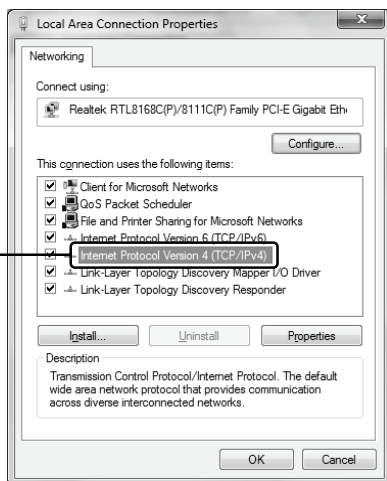 Local Area Connection Properties
Networking
Connect using:
Realtek RTL8168C(P)/8111C(P) Family PCI-E Gigabit Eth
Configure...
This connection uses the following items:
Client for Microsoft Networks
QoS Packet Scheduler
File and Printer Sharing for Microsoft Networks
Internet Protocol Version 6 (TCP/IPv6)
Internet Protocol Version 4 (TCP/IPv4)
Link-Layer Topology Discovery Mapper I/O Driver
Link-Layer Topology Discovery Responder
Install...
Uninstall
Properties
Description
Transmission Control Protocol/Internet Protocol. The default
wide area network protocol that provides communication
across diverse interconnected networks.
OK
Cancel